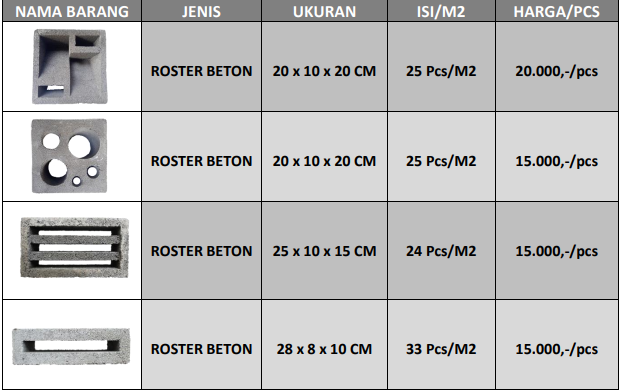 NAMA BARANG JENIS UKURAN ISI/M2 HARGA/PCS
ROSTER BETON 20 x 10 x 20 CM 25 Pcs/M2 20.000,-/pcs
ROSTER BETON 20 x 10 x 20 CM 25 Pcs/M2 15.000,-/pcs
ROSTER BETON 25 x 10 x 15 CM 24 Pcs/M2 15.000,-/pcs
ROSTER BETON 28 x 8 x 10 CM 33 Pcs/M2 15.000,-/pcs